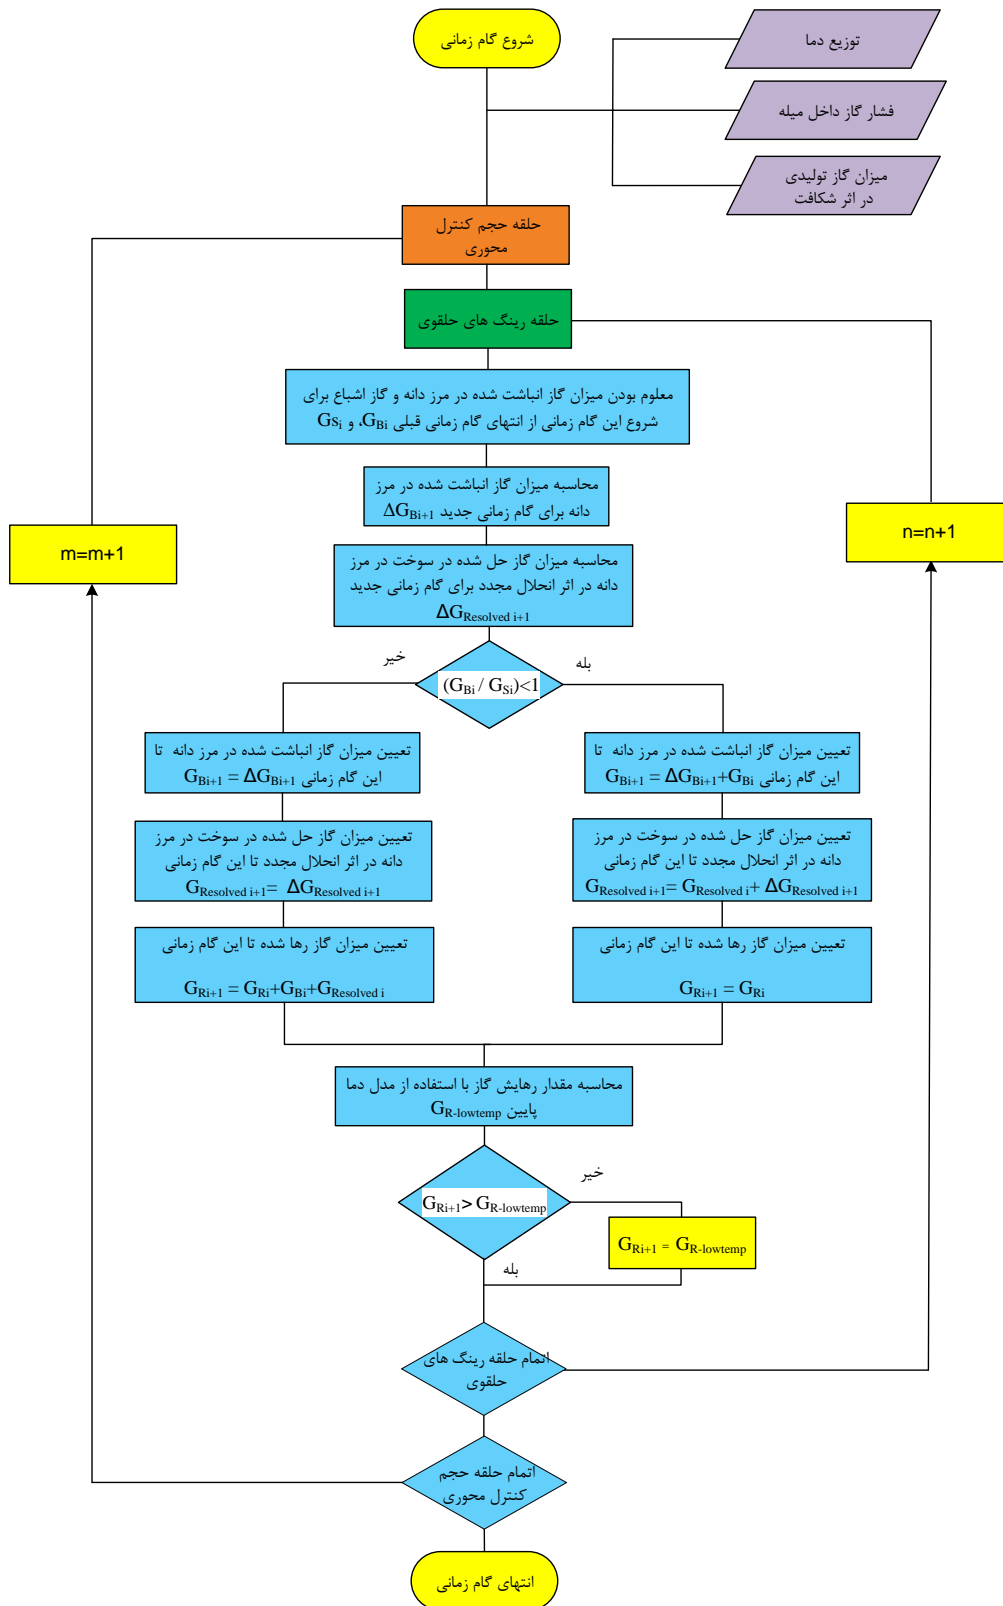 شروع گام زمانی
توزیع دما
فشار گاز داخل میله
میزان گاز تولیدی
در اثر شکافت
حلقه حجم کنترل
محوری
حلقه رینگ های حلقوی
معلوم بودن میزان گاز انباشت شده در مرز دانه و گاز اشباع برای
شروع این گام زمانی از انتهای گام زمانی قبلی GBi، و Gsi
محاسبه میزان گاز انباشت شده در مرز
دانه برای گام زمانی جدید ΔGBi+1
m=m+1
n=n+1
محاسبه میزان گاز حل شده در سوخت در مرز
دانه در اثر انحلال مجدد برای گام زمانی جدید
ΔGResolved i+1
خیر
بله
(GBi / GSi)<1
تعیین میزان گاز انباشت شده در مرز دانه تا
این گام زمانی GBi+1 = ΔGBi+1+GBi
تعیین میزان گاز انباشت شده در مرز دانه تا
این گام زمانی GBi+1 = ΔGBi+1
تعیین میزان گاز حل شده در سوخت در مرز
دانه در اثر انحلال مجدد تا این گام زمانی
GResolved i+1= GResolved i+ ΔGResolved i+1
تعیین میزان گاز حل شده در سوخت در مرز
دانه در اثر انحلال مجدد تا این گام زمانی
GResolved i+1= ΔGResolved i+1
تعیین میزان گاز رها شده تا این گام زمانی
GRi+1 = GRi
تعیین میزان گاز رها شده تا این گام زمانی
GRi+1 = GRi+GBi+GResolved i
محاسبه مقدار رهایش گاز با استفاده از مدل دما
پایین GR-lowtemp
خیر
GRi+1> GR-lowtemp
GRi+1 = GR-lowtemp
بله
اتمام حلقه رینگ های
حلقوی
اتمام حلقه حجم
کنترل محوری
انتهای گام زمانی